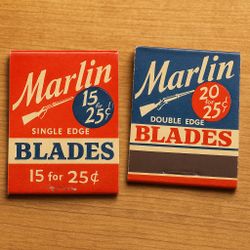 Marlin
15
for
25¢
SINGLE EDGE
BLADES
15 for 25¢
Marlin
20
for
25¢
DOUBLE EDGE
BLADES